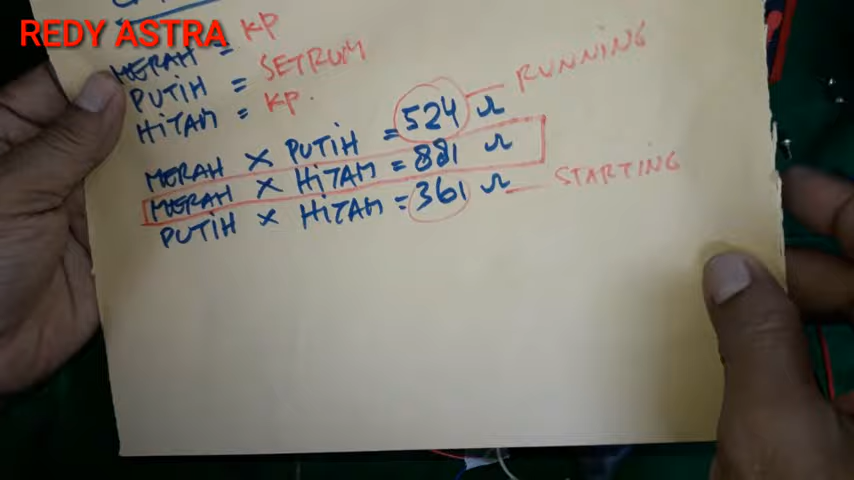 REDY ASTRA
MERAH = KP
PUTIH = SETRUM
HITAM = KP.
MERAH X PUTIH = 524 Ω RUNNING
MERAH X HITAM = 881 Ω
PUTIH X HITAM = 361 Ω STARTING